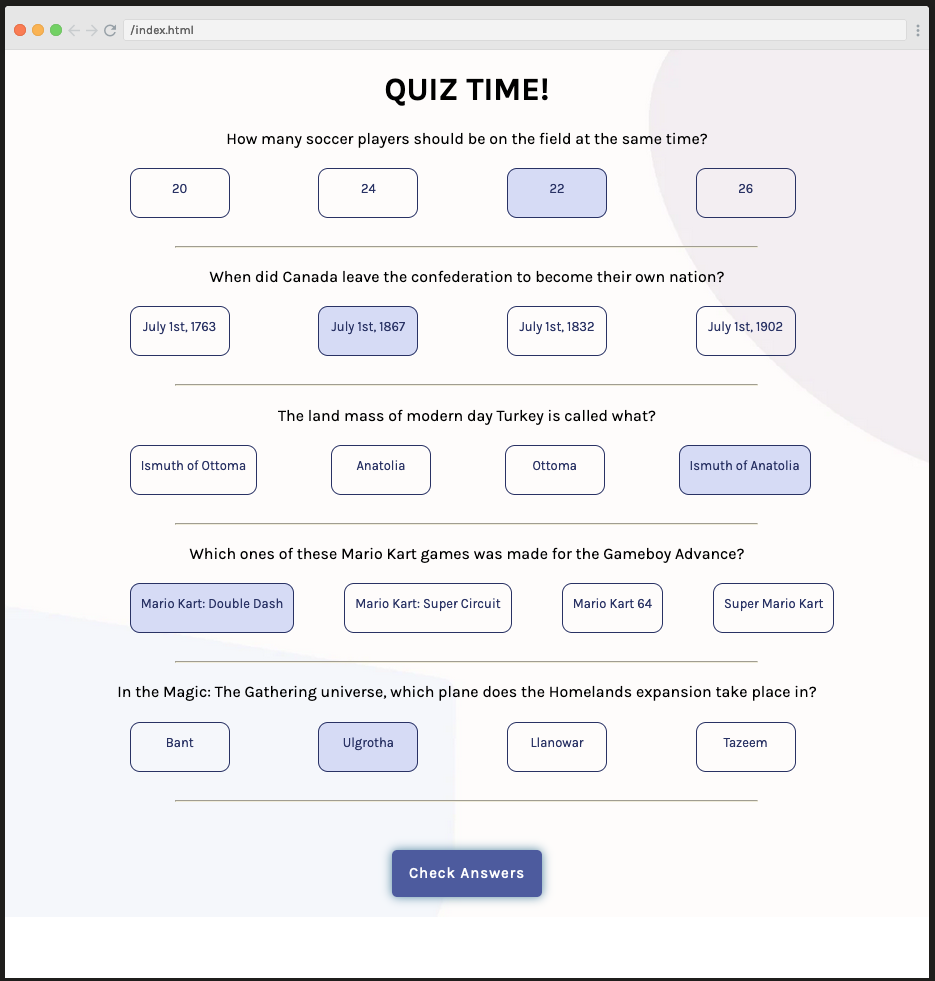 /index.html
QUIZ TIME!
How many soccer players should be on the field at the same time?
20 24 22 26
When did Canada leave the confederation to become their own nation?
July 1st, 1763 July 1st, 1867 July 1st, 1832 July 1st, 1902
The land mass of modern day Turkey is called what?
Ismuth of Ottoma Anatolia Ottoma Ismuth of Anatolia
Which ones of these Mario Kart games was made for the Gameboy Advance?
Mario Kart: Double Dash Mario Kart: Super Circuit Mario Kart 64 Super Mario Kart
In the Magic: The Gathering universe, which plane does the Homelands expansion take place in?
Bant Ulgrotha Llanowar Tazeem
Check Answers